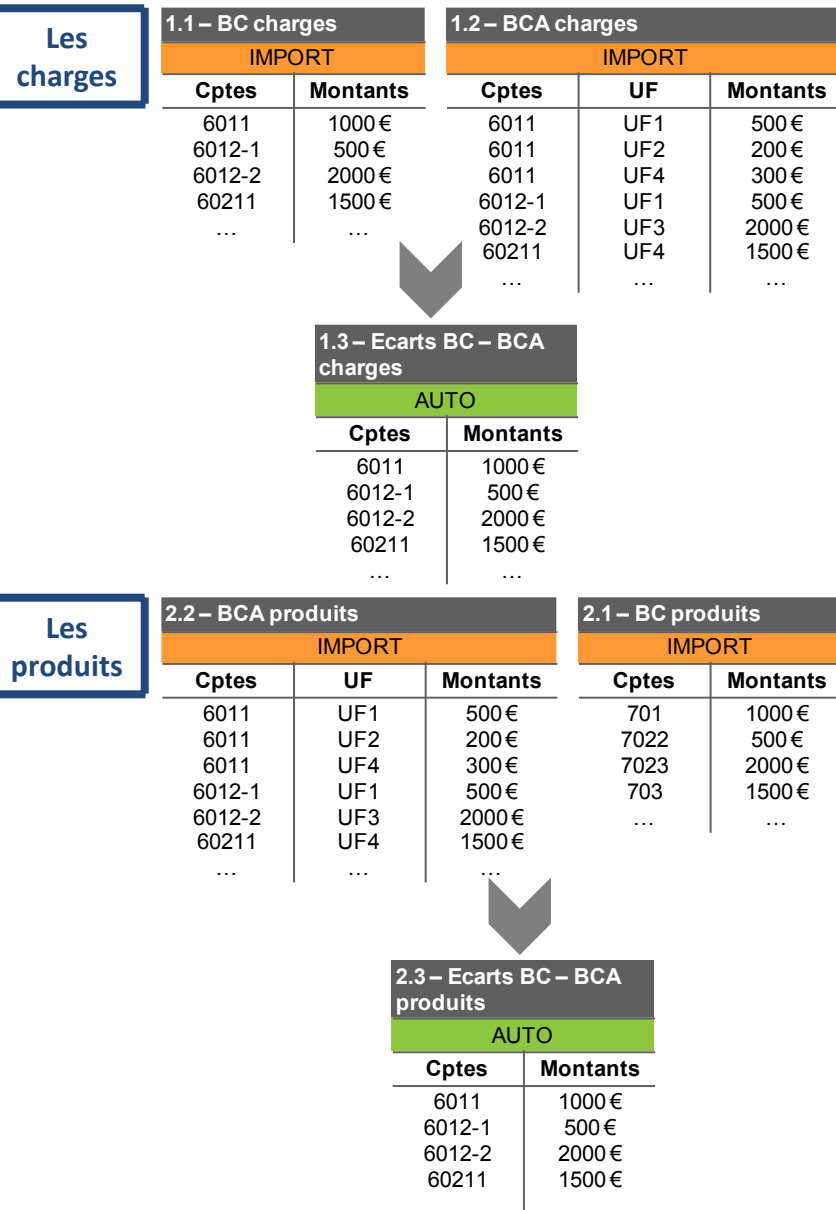 Les
charges
1.1 – BC charges
IMPORT
Cptes Montants
6011 1000 €
6012-1 500 €
6012-2 2000 €
60211 1500 €
… …
1.2 – BCA charges
IMPORT
Cptes UF Montants
6011 UF1 500 €
6011 UF2 200 €
6011 UF4 300 €
6012-1 UF1 500 €
6012-2 UF3 2000 €
60211 UF4 1500 €
… … …
1.3 – Ecarts BC – BCA
charges
AUTO
Cptes Montants
6011 1000 €
6012-1 500 €
6012-2 2000 €
60211 1500 €
… …
Les
produits
2.2 – BCA produits
IMPORT
Cptes UF Montants
6011 UF1 500 €
6011 UF2 200 €
6011 UF4 300 €
6012-1 UF1 500 €
6012-2 UF3 2000 €
60211 UF4 1500 €
… … …
2.1 – BC produits
IMPORT
Cptes Montants
701 1000 €
7022 500 €
7023 2000 €
703 1500 €
… …
2.3 – Ecarts BC – BCA
produits
AUTO
Cptes Montants
6011 1000 €
6012-1 500 €
6012-2 2000 €
60211 1500 €